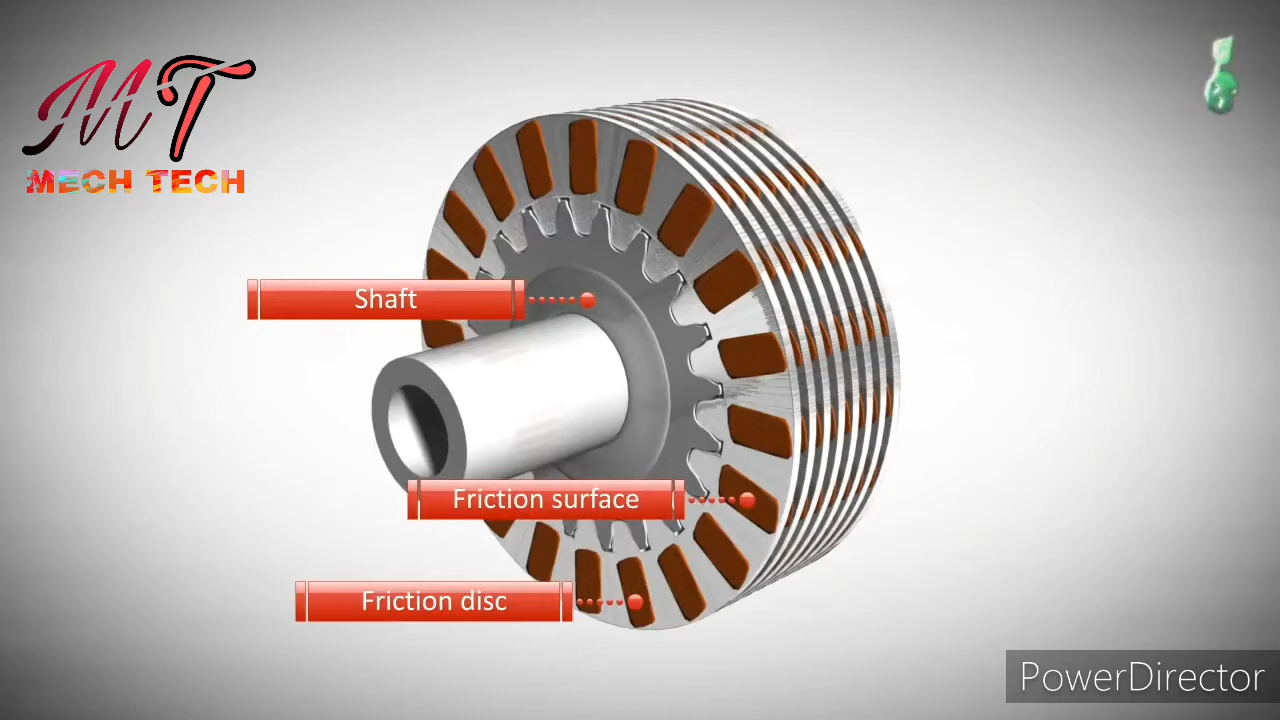 MT
MECH TECH
Shaft
Friction surface
Friction disc
PowerDirector